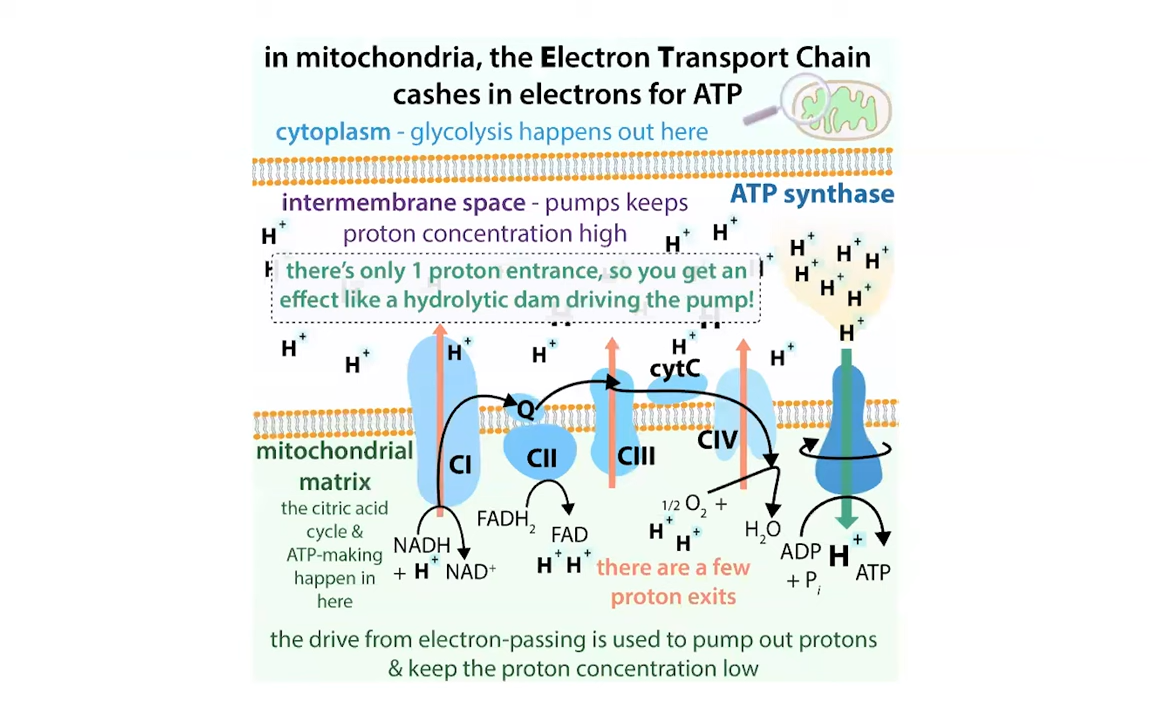 in mitochondria, the Electron Transport Chain
cashes in electrons for ATP
cytoplasm - glycolysis happens out here
ATP synthase
intermembrane space - pumps keeps
proton concentration high
H+
H+
H+
H+
H+
H+
H+
H+
H+
H+
H
there's only 1 proton entrance, so you get an
effect like a hydrolytic dam driving the pump!
H+
H+
H+
H+
H+
H+
H+
cytC
Q
CI
CII
CIII
CIV
mitochondrial
matrix
the citric acid
cycle &
ATP-making
happen in
here
NADH
+ H+
NAD+
FADH2
FAD
H+ H+
1/2 O2 +
H+
H+
H2O
ADP
+ Pi
H+
ATP
there are a few
proton exits
the drive from electron-passing is used to pump out protons
& keep the proton concentration low